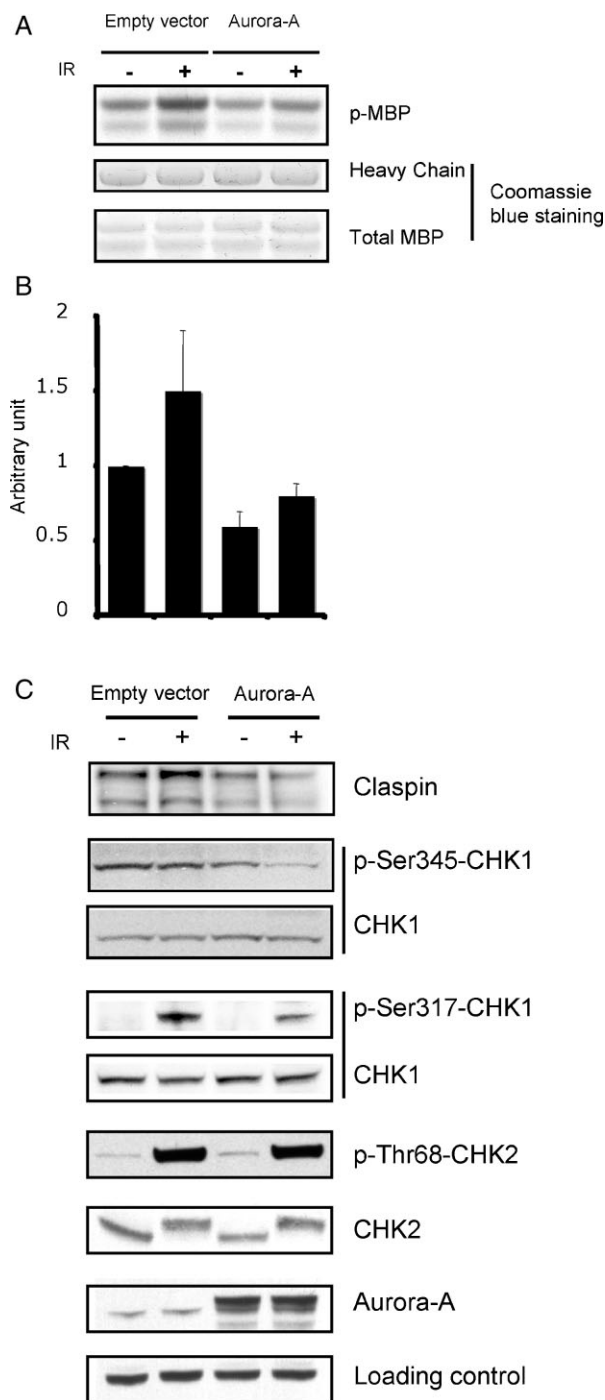 A
Empty vector Aurora-A
IR - + - +
p-MBP
Heavy Chain
Total MBP
Coomassie
blue staining
B
2
1.5
1
0.5
0
Arbitrary unit
C
Empty vector Aurora-A
IR - + - +
Claspin
p-Ser345-CHK1
CHK1
p-Ser317-CHK1
CHK1
p-Thr68-CHK2
CHK2
Aurora-A
Loading control